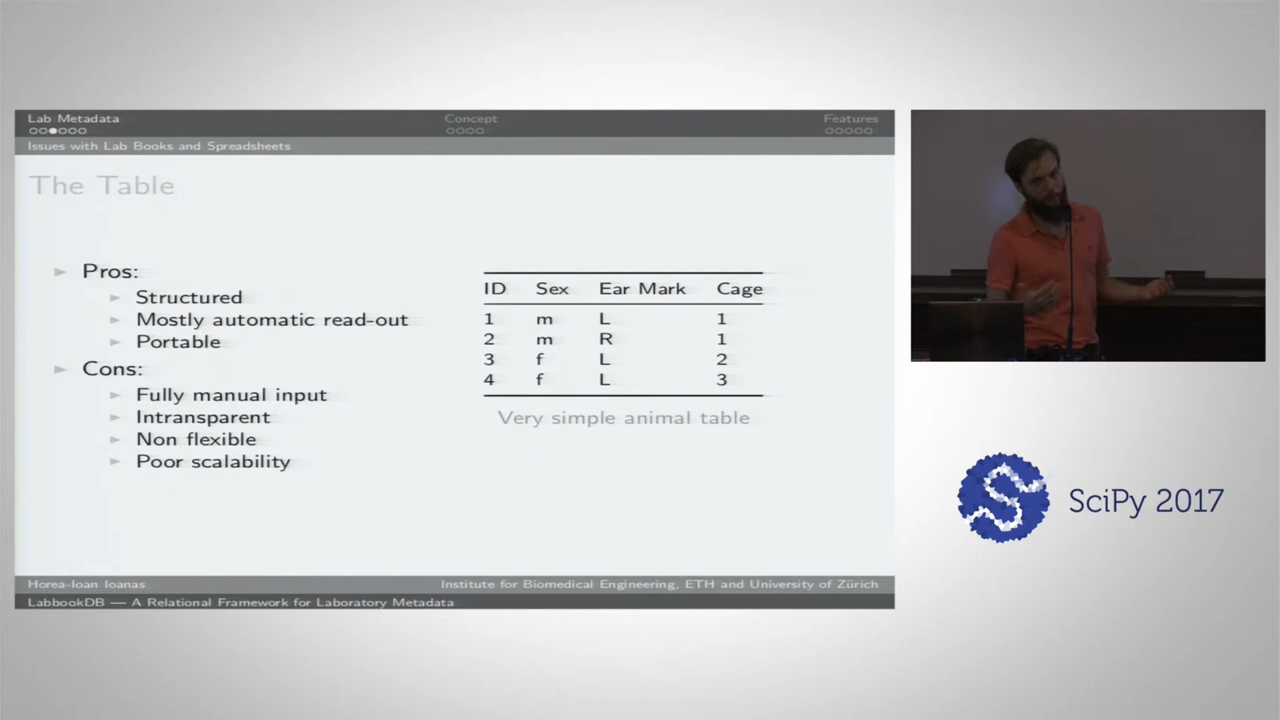 Lab Metadata
Concept
Features
Issues with Lab Books and Spreadsheets
The Table
Pros:
Structured
Mostly automatic read-out
Portable
Cons:
Fully manual input
Intransparent
Non flexible
Poor scalability
ID Sex Ear Mark Cage
1 m L 1
2 m R 1
3 f L 2
4 f L 3
Very simple animal table
Horea-Ioan Ioanas
Institute for Biomedical Engineering, ETH and University of Zürich
LabbookDB — A Relational Framework for Laboratory Metadata
SciPy 2017